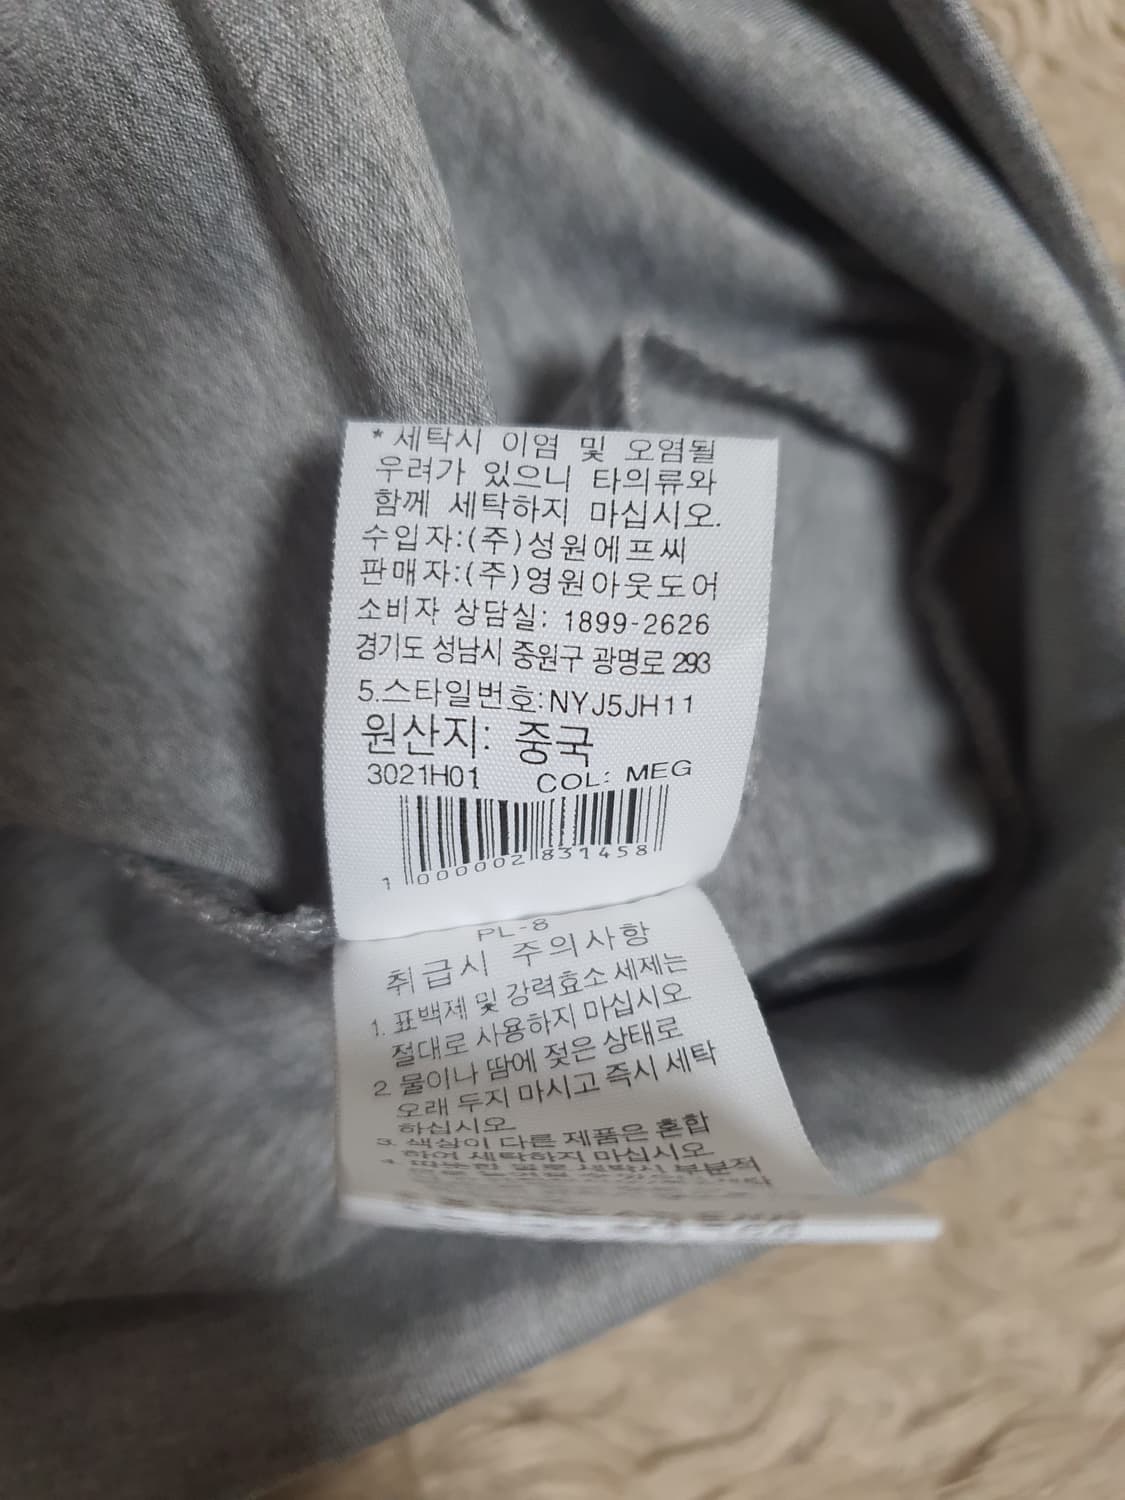 * 세탁시 이염 및 오염될
우려가 있으니 타의류와
함께 세탁하지 마십시오.
수입자:(주)성원에프씨
판매자:(주)영원아웃도어
소비자 상담실: 1899-2626
경기도 성남시 중원구 광명로 293
5.스타일번호:NYJ5JH11
원산지: 중국
3021H01 COL: MEG
1 000002 831458
PL-8
취급시 주의사항
1. 표백제 및 강력효소 세제는
절대로 사용하지 마십시오
2. 물이나 땀에 젖은 상태로
오래 두지 마시고 즉시 세탁
하십시오
3. 색상이 다른 제품은 혼합
하여 세탁하지 마십시오
4. 세탁시 부분적